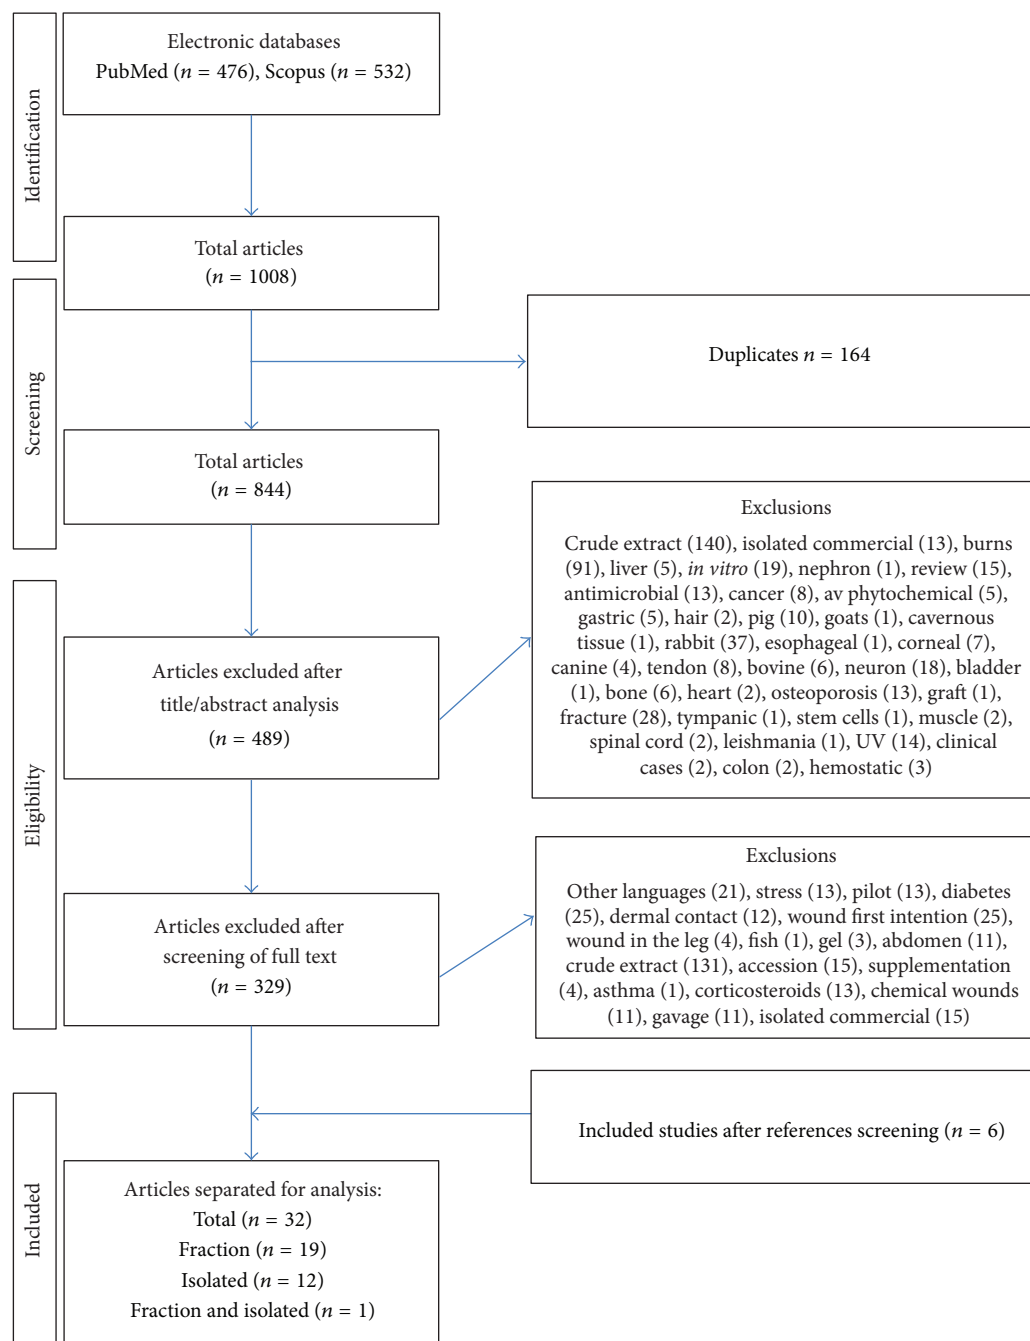 Identification
Electronic databases
PubMed (n = 476), Scopus (n = 532)
Total articles
(n = 1008)
Screening
Duplicates n = 164
Total articles
(n = 844)
Eligibility
Exclusions
Crude extract (140), isolated commercial (13), burns
(91), liver (5), in vitro (19), nephron (1), review (15),
antimicrobial (13), cancer (8), av phytochemical (5),
gastric (5), hair (2), pig (10), goats (1), cavernous
tissue (1), rabbit (37), esophageal (1), corneal (7),
canine (4), tendon (8), bovine (6), neuron (18), bladder
(1), bone (6), heart (2), osteoporosis (13), graft (1),
fracture (28), tympanic (1), stem cells (1), muscle (2),
spinal cord (2), leishmania (1), UV (14), clinical
cases (2), colon (2), hemostatic (3)
Articles excluded after
title/abstract analysis
(n = 489)
Exclusions
Other languages (21), stress (13), pilot (13), diabetes
(25), dermal contact (12), wound first intention (25),
wound in the leg (4), fish (1), gel (3), abdomen (11),
crude extract (131), accession (15), supplementation
(4), asthma (1), corticosteroids (13), chemical wounds
(11), gavage (11), isolated commercial (15)
Articles excluded after
screening of full text
(n = 329)
Included
Included studies after references screening (n = 6)
Articles separated for analysis:
Total (n = 32)
Fraction (n = 19)
Isolated (n = 12)
Fraction and isolated (n = 1)